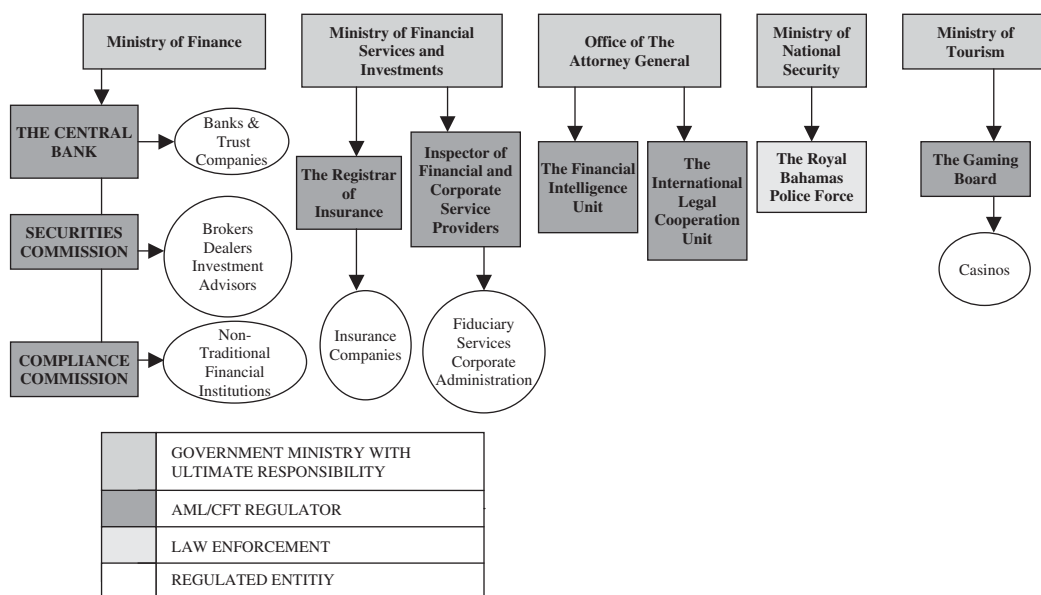 Ministry of Finance
Ministry of Financial
Services and
Investments
Office of The
Attorney General
Ministry of
National
Security
Ministry of
Tourism
THE CENTRAL
BANK
Banks &
Trust
Companies
The Registrar
of
Insurance
Inspector of
Financial and
Corporate
Service
Providers
The Financial
Intelligence
Unit
The
International
Legal
Cooperation
Unit
The Royal
Bahamas
Police Force
The Gaming
Board
SECURITIES
COMMISSION
Brokers
Dealers
Investment
Advisors
Casinos
COMPLIANCE
COMMISSION
Non-
Traditional
Financial
Institutions
Insurance
Companies
Fiduciary
Services
Corporate
Administration
GOVERNMENT MINISTRY WITH
ULTIMATE RESPONSIBILITY
AML/CFT REGULATOR
LAW ENFORCEMENT
REGULATED ENTITIY